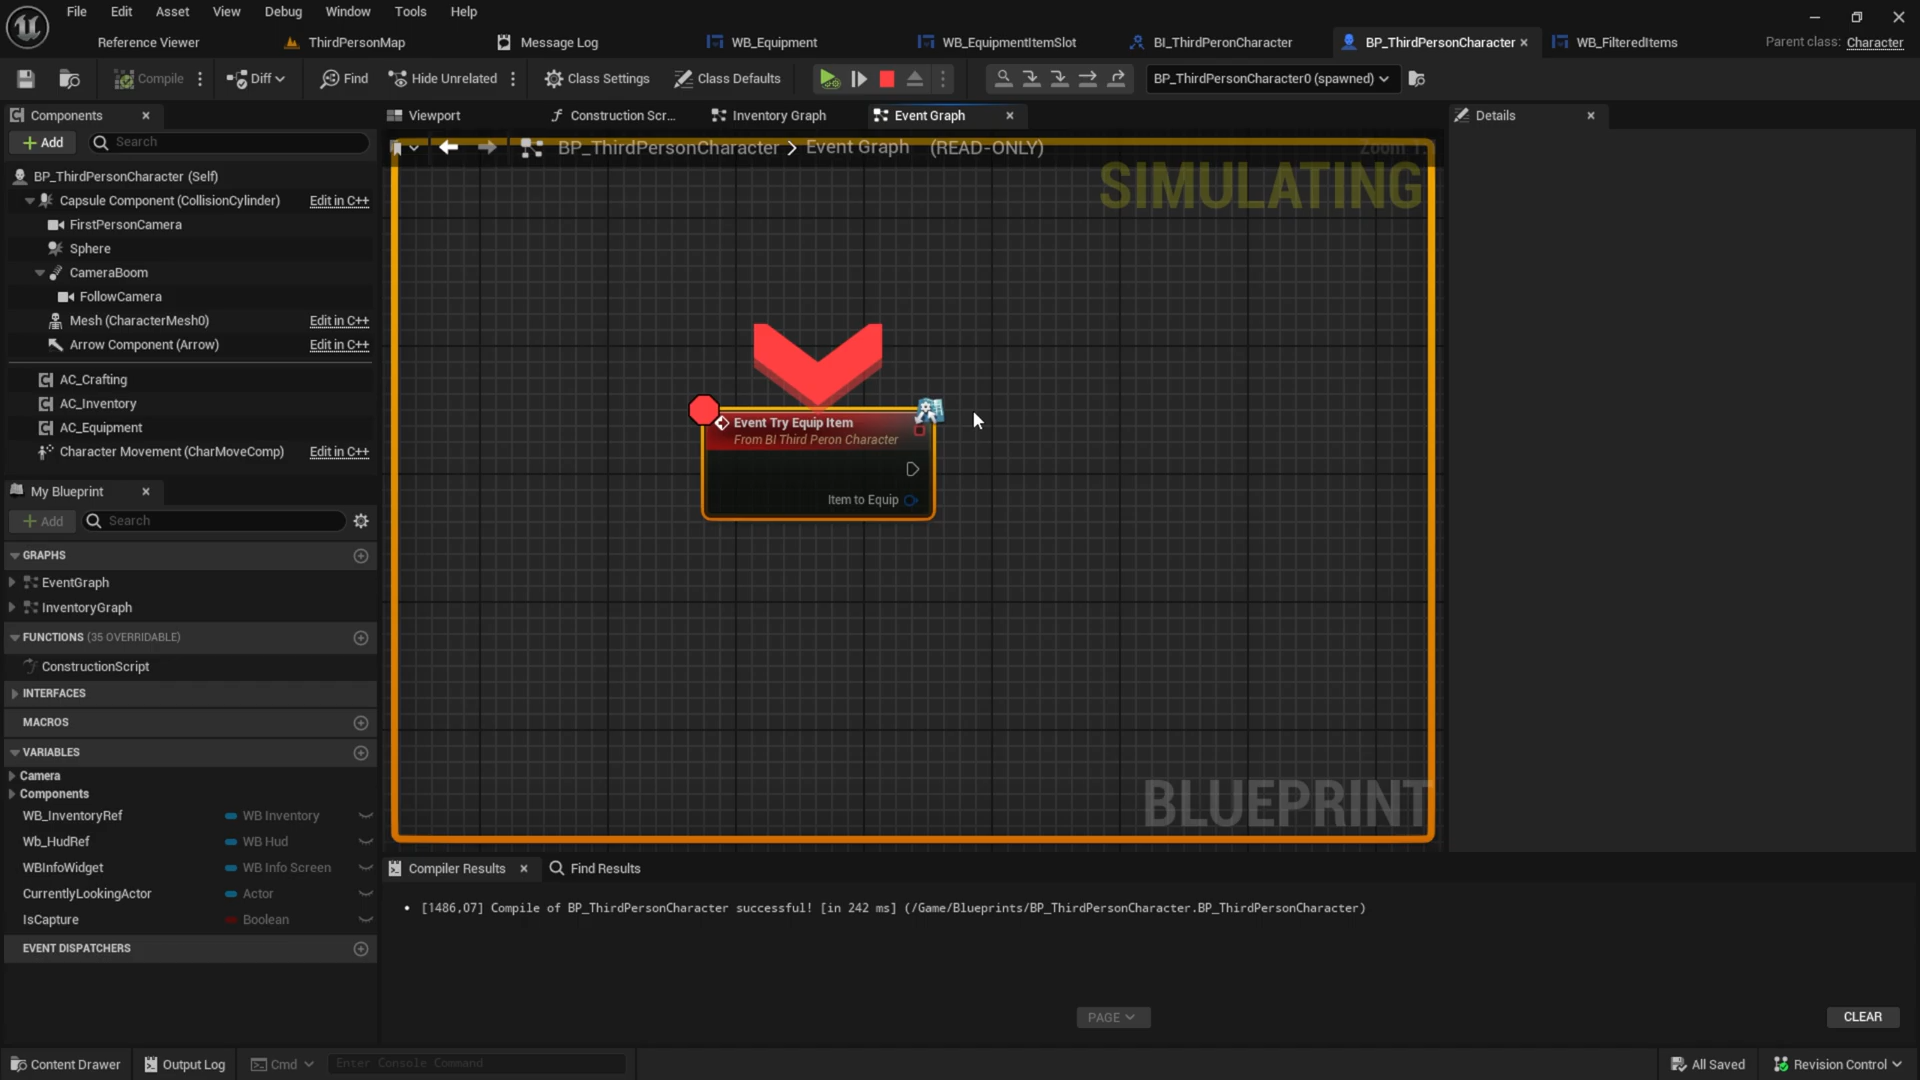 File Edit Asset View Debug Window Tools Help
Reference Viewer ThirdPersonMap Message Log WB_Equipment WB_EquipmentItemSlot BI_ThirdPeronCharacter BP_ThirdPersonCharacter WB_FilteredItems Parent class: Character
Compile Diff Find Hide Unrelated Class Settings Class Defaults BP_ThirdPersonCharacter0 (spawned)
Components
Viewport Construction Scr... Inventory Graph Event Graph
Details
Add Search
BP_ThirdPersonCharacter > Event Graph (READ-ONLY)
SIMULATING
BP_ThirdPersonCharacter (Self)
Capsule Component (CollisionCylinder) Edit in C++
FirstPersonCamera
Sphere
CameraBoom
FollowCamera
Mesh (CharacterMesh0) Edit in C++
Arrow Component (Arrow) Edit in C++
AC_Crafting
AC_Inventory
AC_Equipment
Character Movement (CharMoveComp) Edit in C++
Event Try Equip Item
From BI Third Peron Character
Item to Equip
BLUEPRINT
My Blueprint
Add Search
GRAPHS
EventGraph
InventoryGraph
FUNCTIONS (35 OVERRIDABLE)
ConstructionScript
INTERFACES
MACROS
VARIABLES
Camera
Components
WB_InventoryRef WB Inventory
Wb_HudRef WB Hud
WBInfoWidget WB Info Screen
CurrentlyLookingActor Actor
IsCapture Boolean
EVENT DISPATCHERS
Compiler Results Find Results
[1486,07] Compile of BP_ThirdPersonCharacter successful! [in 242 ms] (/Game/Blueprints/BP_ThirdPersonCharacter.BP_ThirdPersonCharacter)
PAGE
CLEAR
Content Drawer Output Log Cmd Enter Console Command All Saved Revision Control